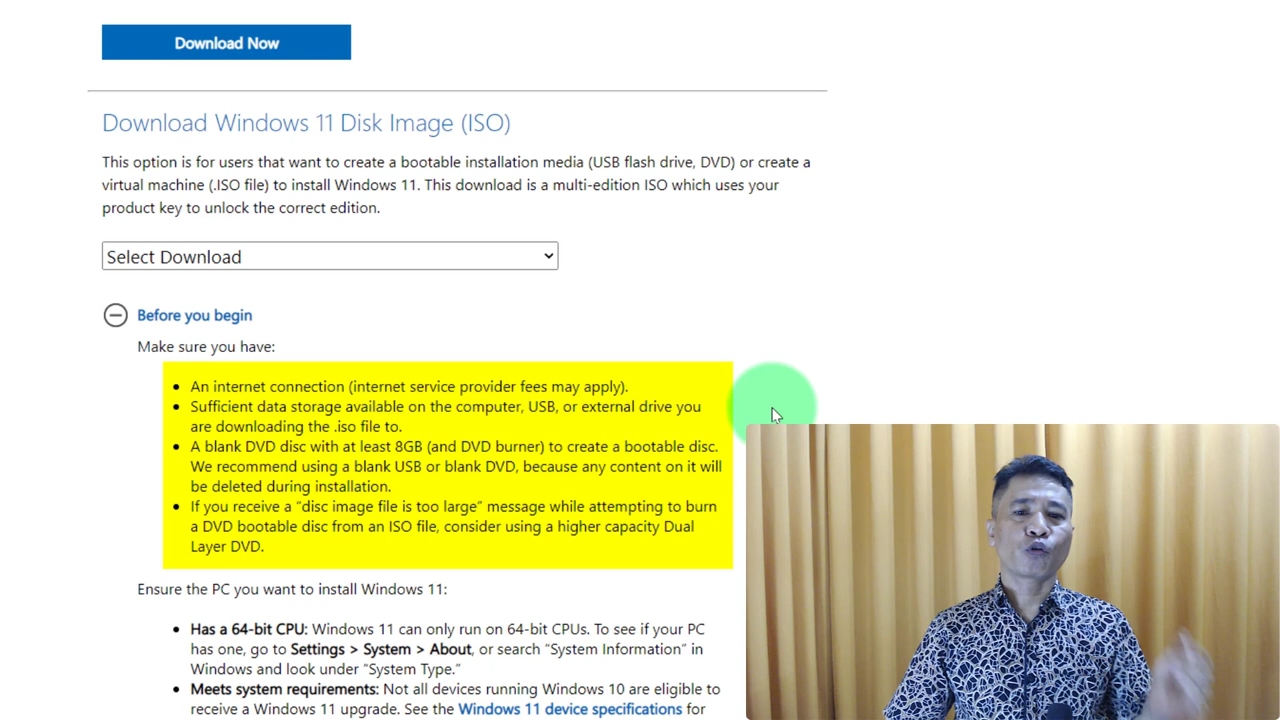 Download Now
Download Windows 11 Disk Image (ISO)
This option is for users that want to create a bootable installation media (USB flash drive, DVD) or create a
virtual machine (.ISO file) to install Windows 11. This download is a multi-edition ISO which uses your
product key to unlock the correct edition.
Select Download
Before you begin
Make sure you have:
• An internet connection (internet service provider fees may apply).
• Sufficient data storage available on the computer, USB, or external drive you
are downloading the .iso file to.
• A blank DVD disc with at least 8GB (and DVD burner) to create a bootable disc.
We recommend using a blank USB or blank DVD, because any content on it will
be deleted during installation.
• If you receive a “disc image file is too large” message while attempting to burn
a DVD bootable disc from an ISO file, consider using a higher capacity Dual
Layer DVD.
Ensure the PC you want to install Windows 11:
• Has a 64-bit CPU: Windows 11 can only run on 64-bit CPUs. To see if your PC
has one, go to Settings > System > About, or search “System Information” in
Windows and look under “System Type.”
• Meets system requirements: Not all devices running Windows 10 are eligible to
receive a Windows 11 upgrade. See the Windows 11 device specifications for